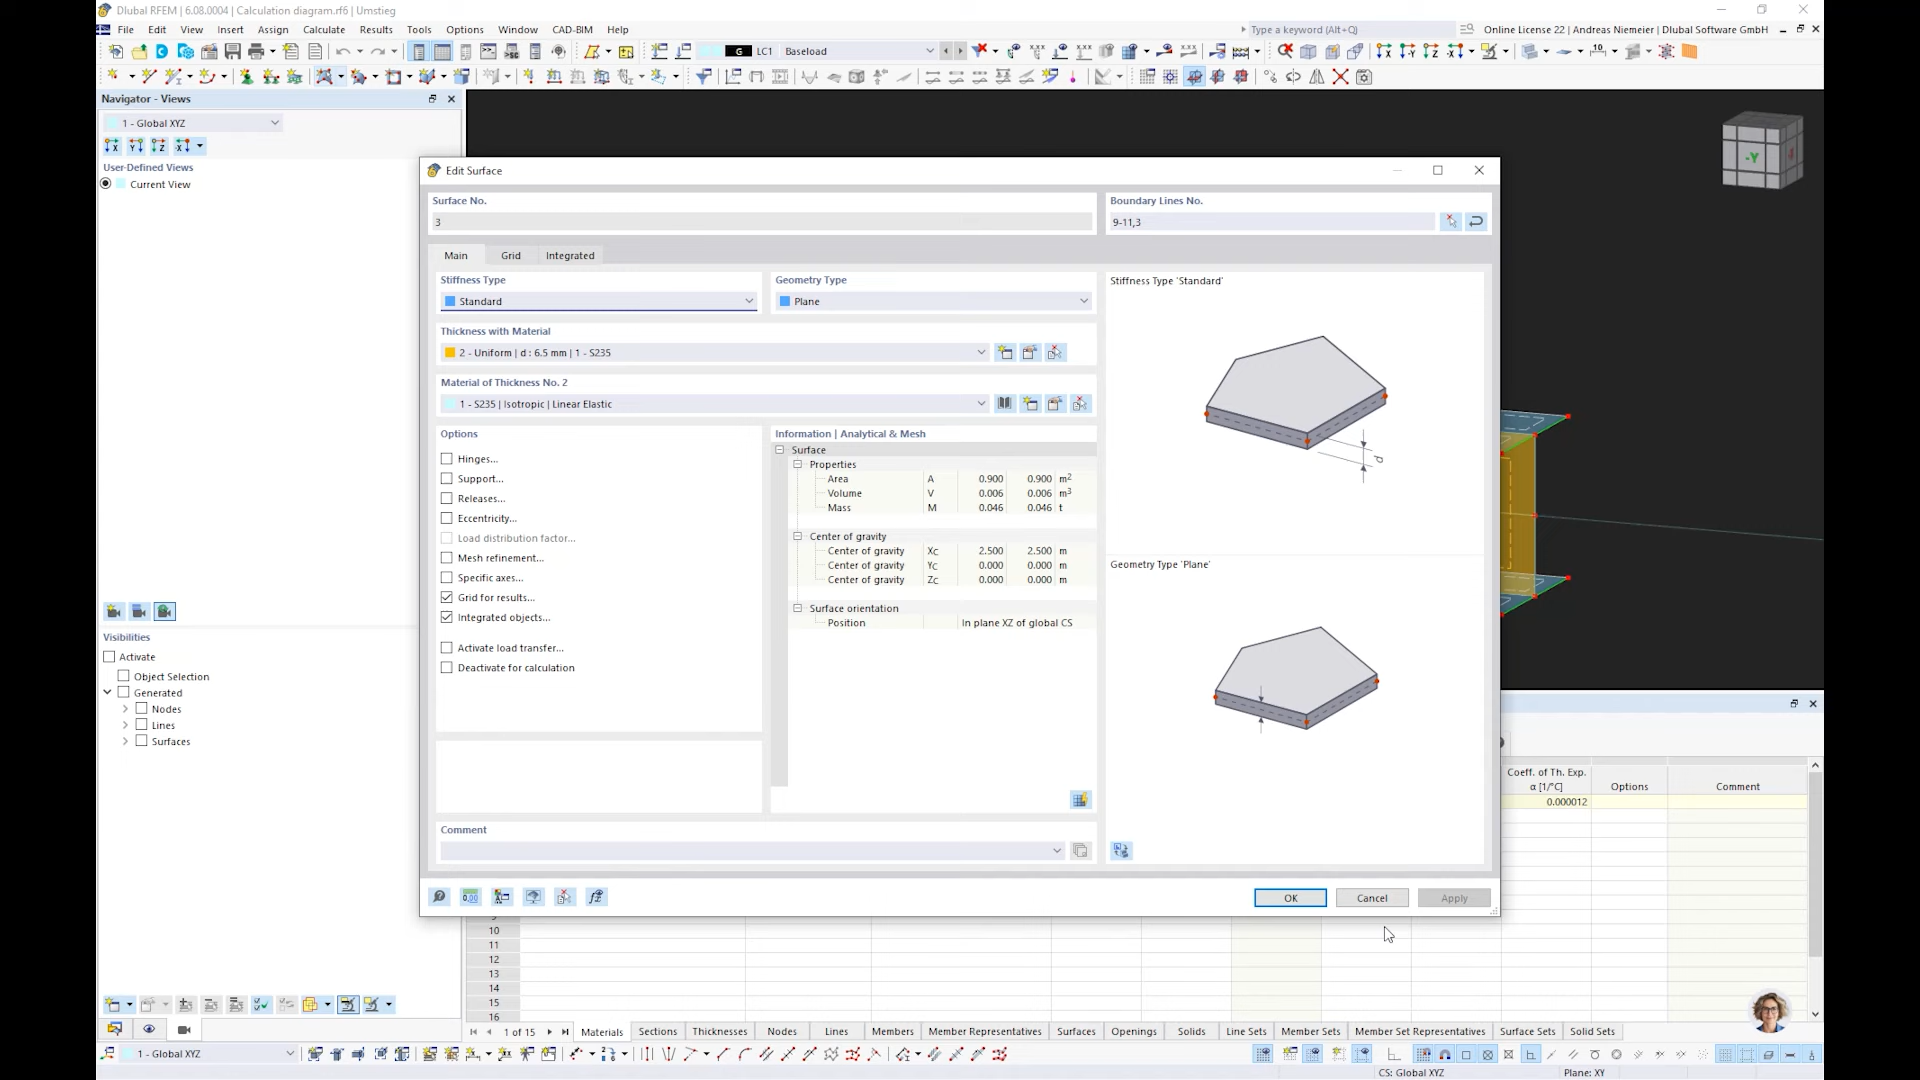 Dlubal RFEM | 6.08.0004 | Calculation diagram.rf6 | Umstieg
File Edit View Insert Assign Calculate Results Tools Options Window CAD-BIM Help
Type a keyword (Alt+Q)
Online License 22 | Andreas Niemeier | Dlubal Software GmbH
G LC1 Baseload
Navigator - Views
1 - Global XYZ
X Y Z -X
User-Defined Views
Current View
-Y
Edit Surface
Surface No.
3
Boundary Lines No.
9-11,3
Main Grid Integrated
Stiffness Type
Standard
Geometry Type
Plane
Thickness with Material
2 - Uniform | d : 6.5 mm | 1 - S235
Material of Thickness No. 2
1 - S235 | Isotropic | Linear Elastic
Options
Hinges...
Support...
Releases...
Eccentricity...
Load distribution factor...
Mesh refinement...
Specific axes...
Grid for results...
Integrated objects...
Activate load transfer...
Deactivate for calculation
Information | Analytical & Mesh
Surface
Properties
Area A 0.900 0.900 m2
Volume V 0.006 0.006 m3
Mass M 0.046 0.046 t
Center of gravity
Center of gravity XC 2.500 2.500 m
Center of gravity YC 0.000 0.000 m
Center of gravity ZC 0.000 0.000 m
Surface orientation
Position In plane XZ of global CS
Stiffness Type 'Standard'
d
Geometry Type 'Plane'
Comment
OK Cancel Apply
Visibilities
Activate
Object Selection
Generated
Nodes
Lines
Surfaces
Coeff. of Th. Exp.
α [1/°C] Options Comment
0.000012
10
11
12
13
14
15
16
1 of 15 Materials Sections Thicknesses Nodes Lines Members Member Representatives Surfaces Openings Solids Line Sets Member Sets Member Set Representatives Surface Sets Solid Sets
1 - Global XYZ
CS: Global XYZ Plane: XY